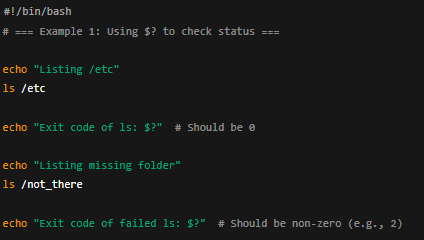 #!/bin/bash
# === Example 1: Using $? to check status ===
echo "Listing /etc"
ls /etc
echo "Exit code of ls: $?"  # Should be 0
echo "Listing missing folder"
ls /not_there
echo "Exit code of failed ls: $?"  # Should be non-zero (e.g., 2)